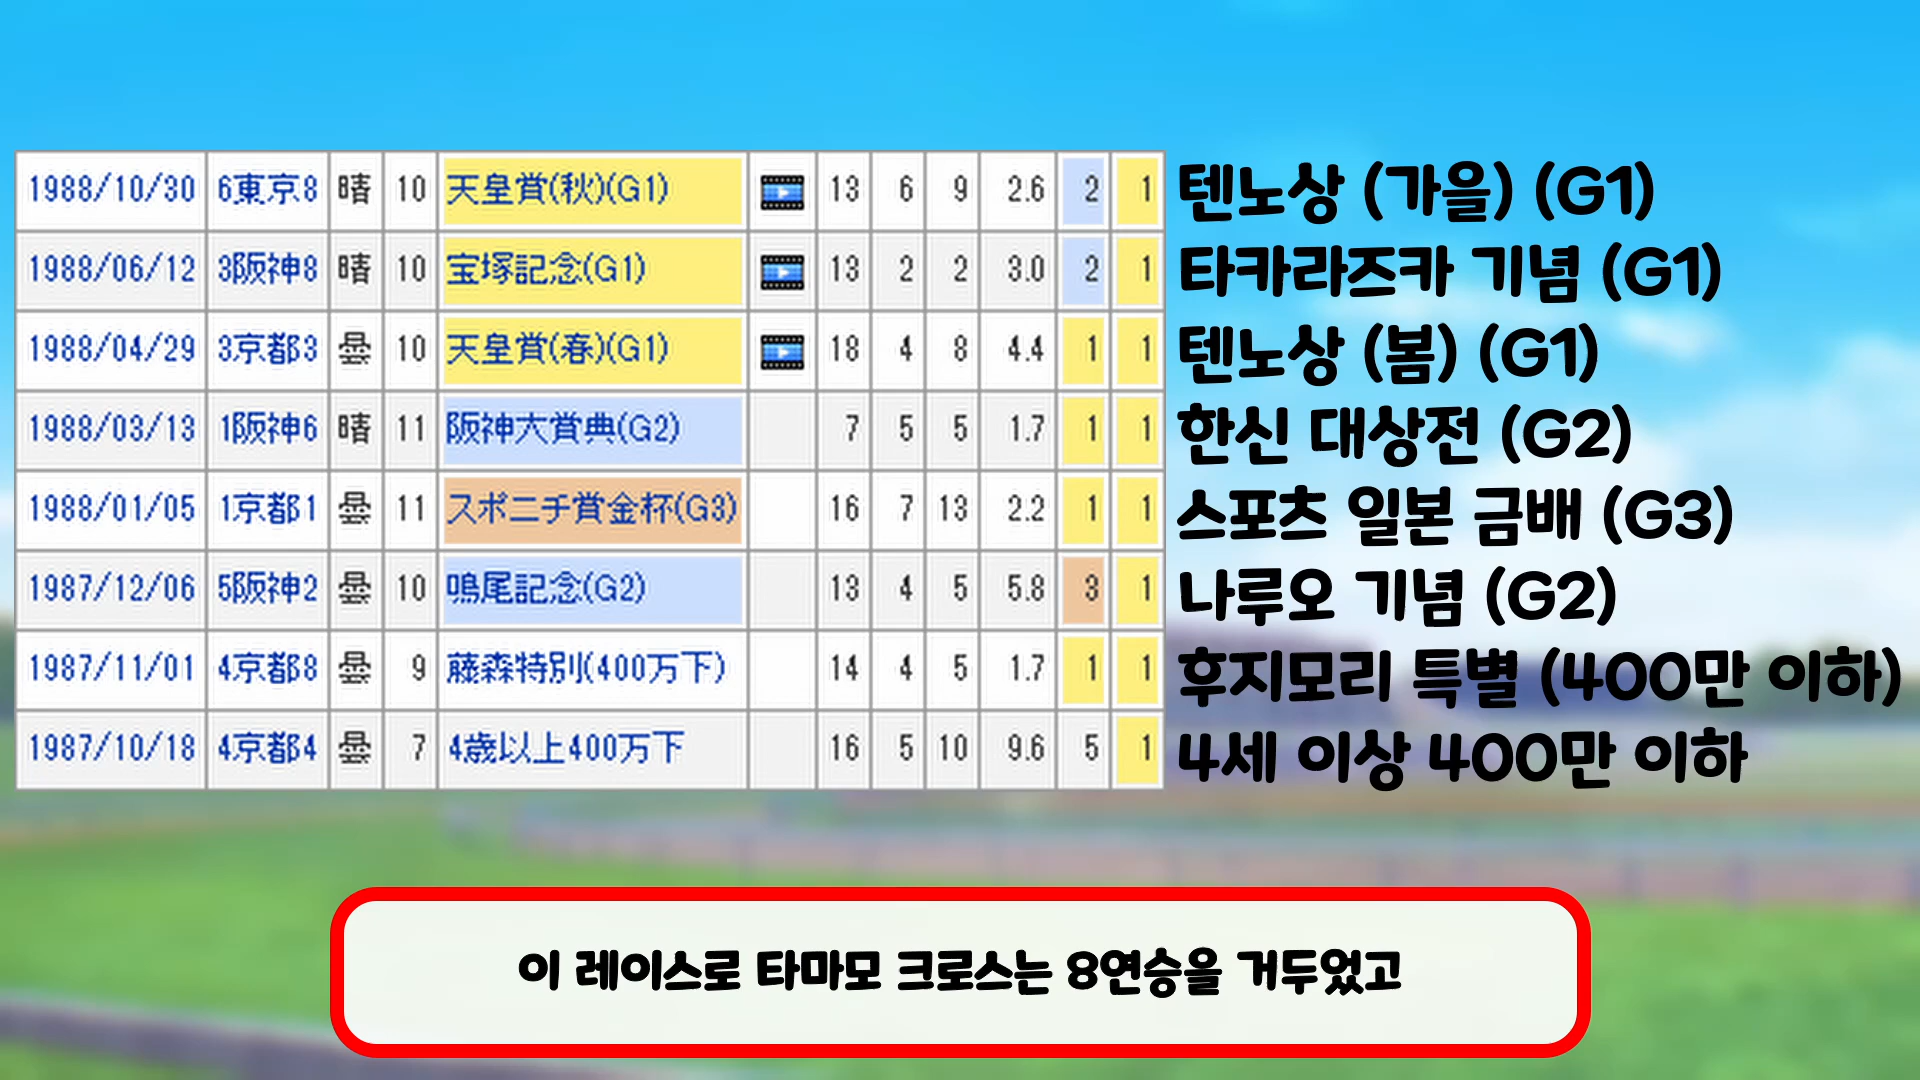 1988/10/30 6東京8 晴 10 天皇賞(秋)(G1) 13 6 9 2.6 2 1 텐노상 (가을) (G1)
1988/06/12 3阪神8 晴 10 宝塚記念(G1) 13 2 2 3.0 2 1 타카라즈카 기념 (G1)
1988/04/29 3京都3 曇 10 天皇賞(春)(G1) 18 4 8 4.4 1 1 텐노상 (봄) (G1)
1988/03/13 1阪神6 晴 11 阪神大賞典(G2) 7 5 5 1.7 1 1 한신 대상전 (G2)
1988/01/05 1京都1 曇 11 スポニチ賞金杯(G3) 16 7 13 2.2 1 1 스포츠 일본 금배 (G3)
1987/12/06 5阪神2 曇 10 鳴尾記念(G2) 13 4 5 5.8 3 1 나루오 기념 (G2)
1987/11/01 4京都8 曇 9 藤森特別(400万下) 14 4 5 1.7 1 1 후지모리 특별 (400만 이하)
1987/10/18 4京都4 曇 7 4歳以上400万下 16 5 10 9.6 5 1 4세 이상 400만 이하
이 레이스로 타마모 크로스는 8연승을 거두었고